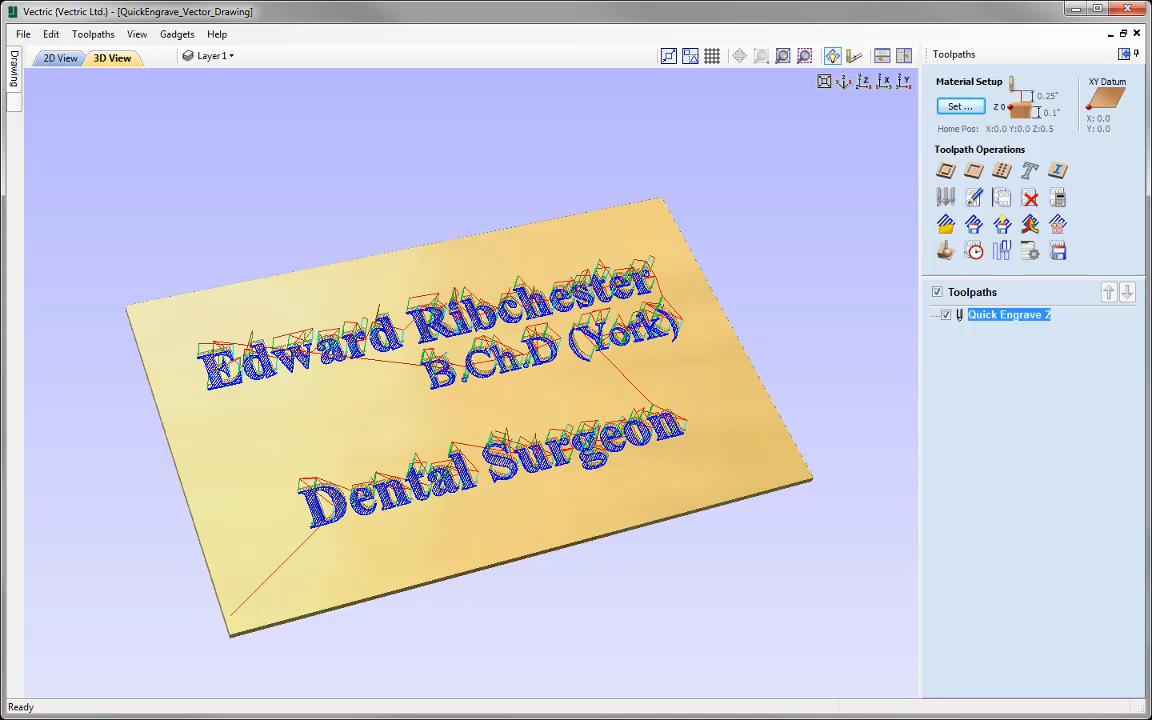 Vectric {Vectric Ltd.} - [QuickEngrave_Vector_Drawing]
File Edit Toolpaths View Gadgets Help
2D View 3D View Layer 1
Drawing
Toolpaths
Material Setup
XY Datum
Set ...
Z 0
0.25"
0.1"
X: 0.0
Y: 0.0
Home Pos: X:0.0 Y:0.0 Z:0.5
Toolpath Operations
Toolpaths
Quick Engrave 2
Z X Y
Edward Ribchester
B.Ch.D (York)
Dental Surgeon
Ready